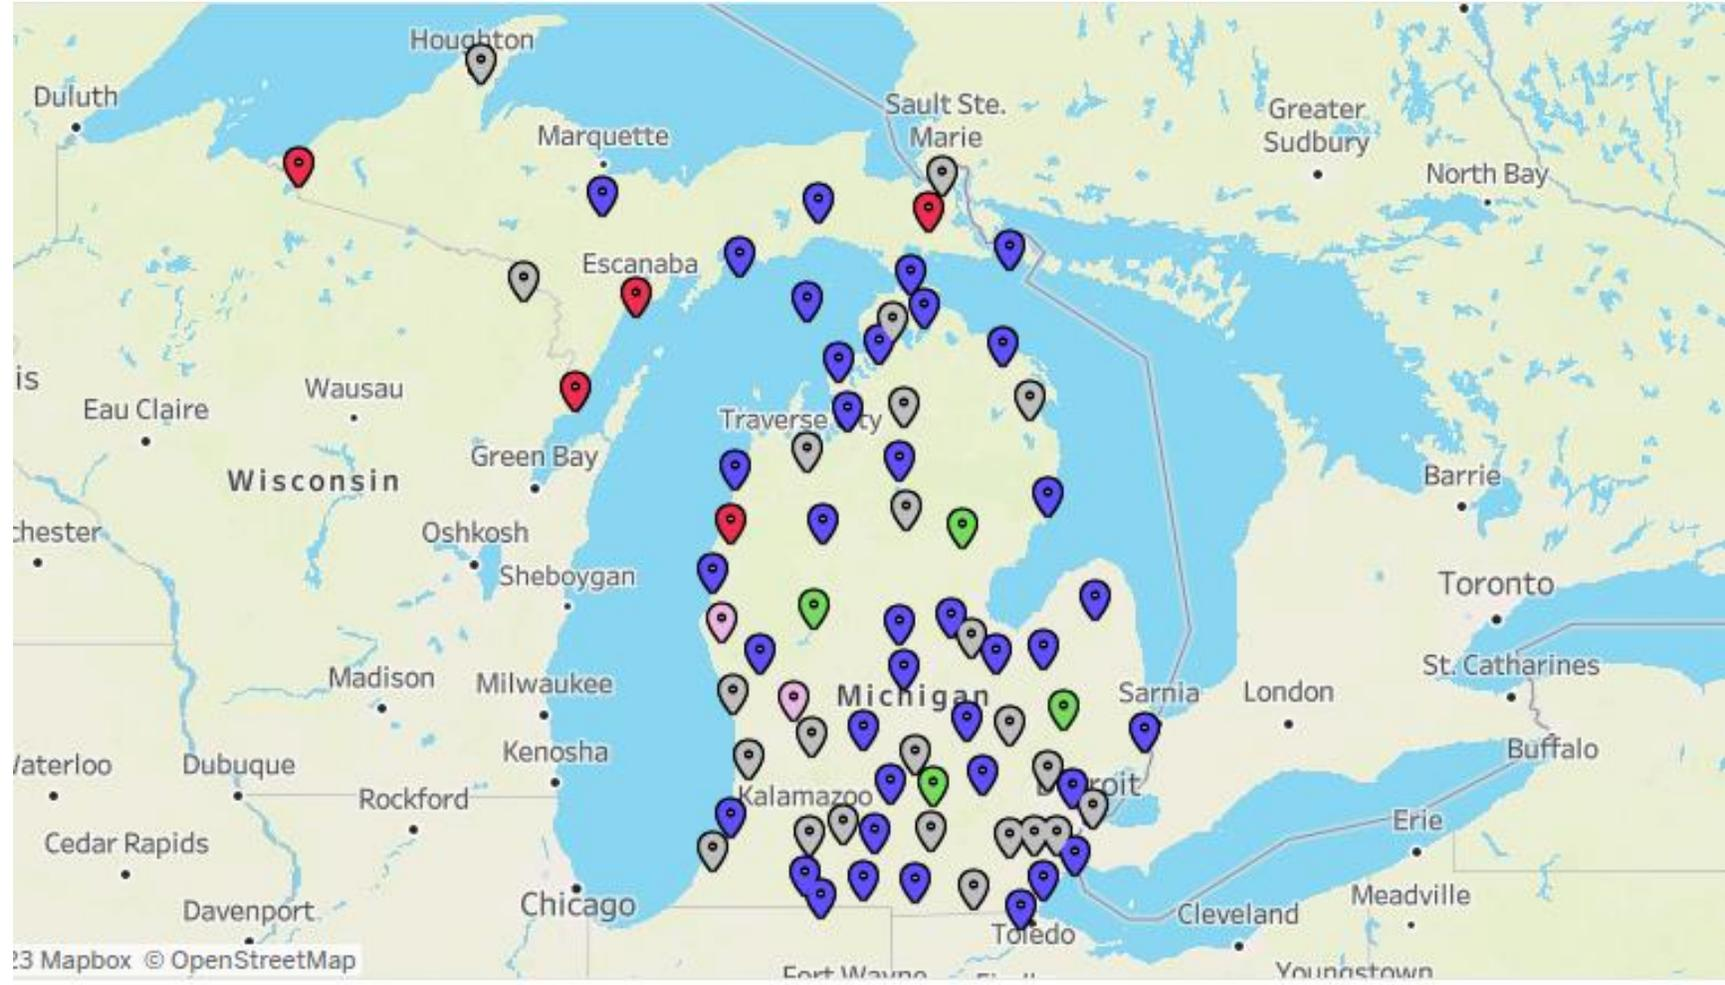 Houghton
Duluth
Sault Ste.
Marie
Greater
Sudbury
Marquette
North Bay
Escanaba
is
Wausau
Eau Claire
Traverse
Green Bay
Barrie
Wisconsin
chester
Oshkosh
Sheboygan
Toronto
St. Catharines
Madison
Milwaukee
Michigan
Sarnia
London
Kenosha
Buffalo
Vaterloo
Dubuque
Kalamazoo
roit
Rockford
Erie
Cedar Rapids
Meadville
Davenport
Chicago
Cleveland
Toledo
23 Mapbox © OpenStreetMap
Fort Wayne
Youngstown